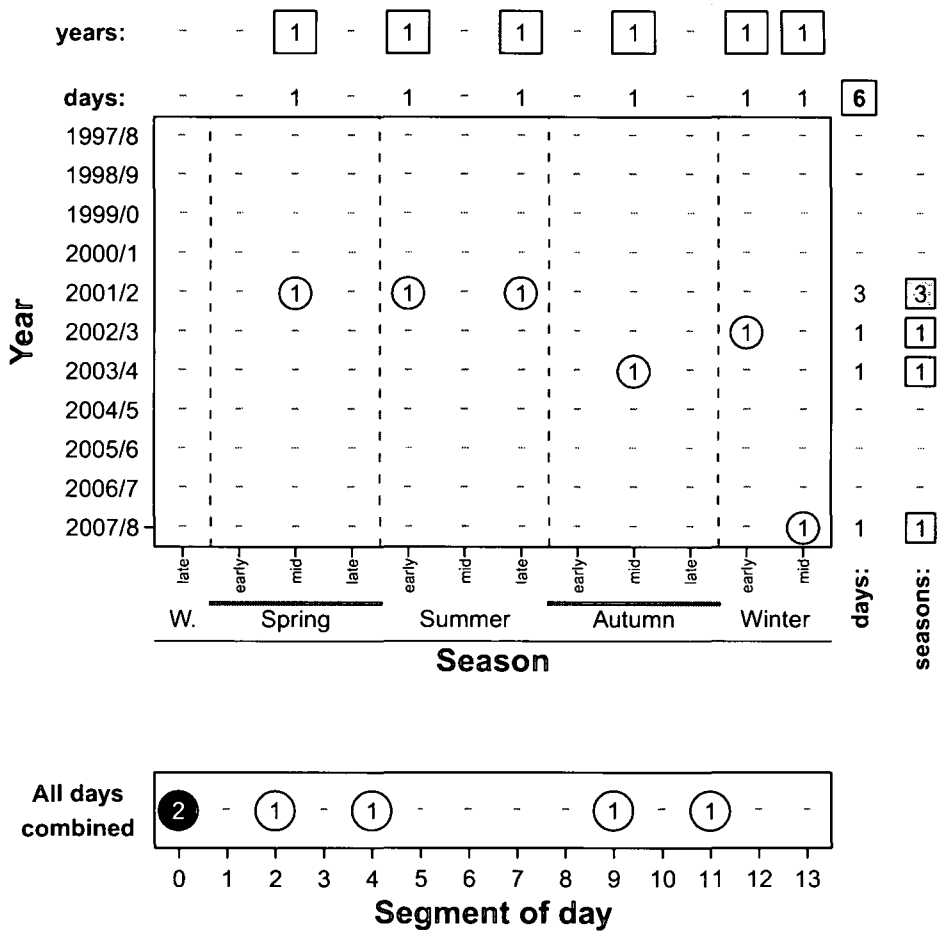 years: - - 1 - 1 - 1 - 1 - 1 1
days: - - 1 - 1 - 1 - 1 - 1 1 6
1997/8 - - - - - - - - - - - - - -
1998/9 - - - - - - - - - - - - - -
1999/0 - - - - - - - - - - - - - -
2000/1 - - - - - - - - - - - - - -
2001/2 - - 1 - 1 - 1 - - - - - 3 3
2002/3 - - - - - - - - - - 1 - 1 1
2003/4 - - - - - - - - 1 - - - 1 1
2004/5 - - - - - - - - - - - - - -
2005/6 - - - - - - - - - - - - - -
2006/7 - - - - - - - - - - - - - -
2007/8 - - - - - - - - - - - 1 1 1
Year
late early mid late early mid late early mid late early mid
days: seasons:
W. Spring Summer Autumn Winter
Season
All days
combined
2 - 1 - 1 - - - - 1 - 1 - -
0 1 2 3 4 5 6 7 8 9 10 11 12 13
Segment of day